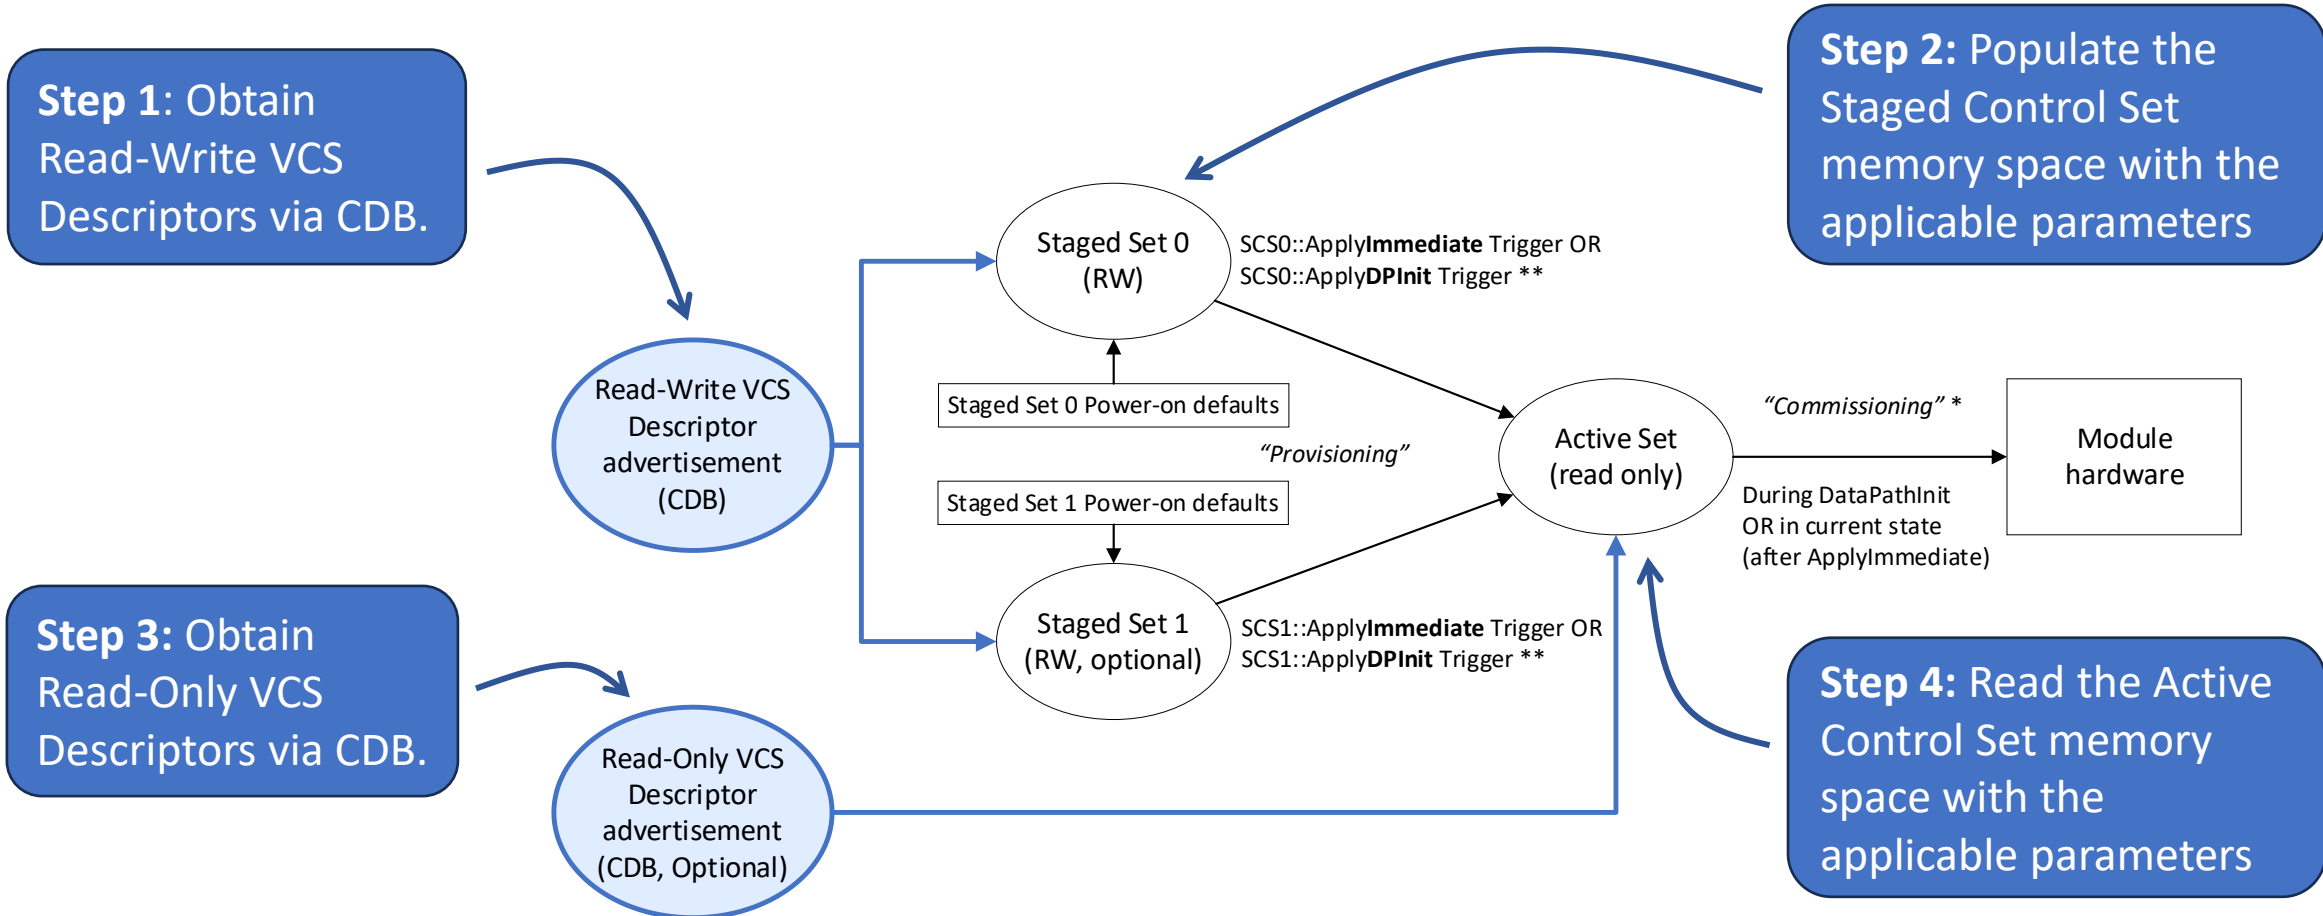 Step 1: Obtain
Read-Write VCS
Descriptors via CDB.
Step 2: Populate the
Staged Control Set
memory space with the
applicable parameters
Staged Set 0
(RW)
SCS0::ApplyImmediate Trigger OR
SCS0::ApplyDPInit Trigger **
Read-Write VCS
Descriptor
advertisement
(CDB)
Staged Set 0 Power-on defaults
"Provisioning"
Staged Set 1 Power-on defaults
Active Set
(read only)
"Commissioning" *
During DataPathInit
OR in current state
(after ApplyImmediate)
Module
hardware
Step 3: Obtain
Read-Only VCS
Descriptors via CDB.
Staged Set 1
(RW, optional)
SCS1::ApplyImmediate Trigger OR
SCS1::ApplyDPInit Trigger **
Read-Only VCS
Descriptor
advertisement
(CDB, Optional)
Step 4: Read the Active
Control Set memory
space with the
applicable parameters